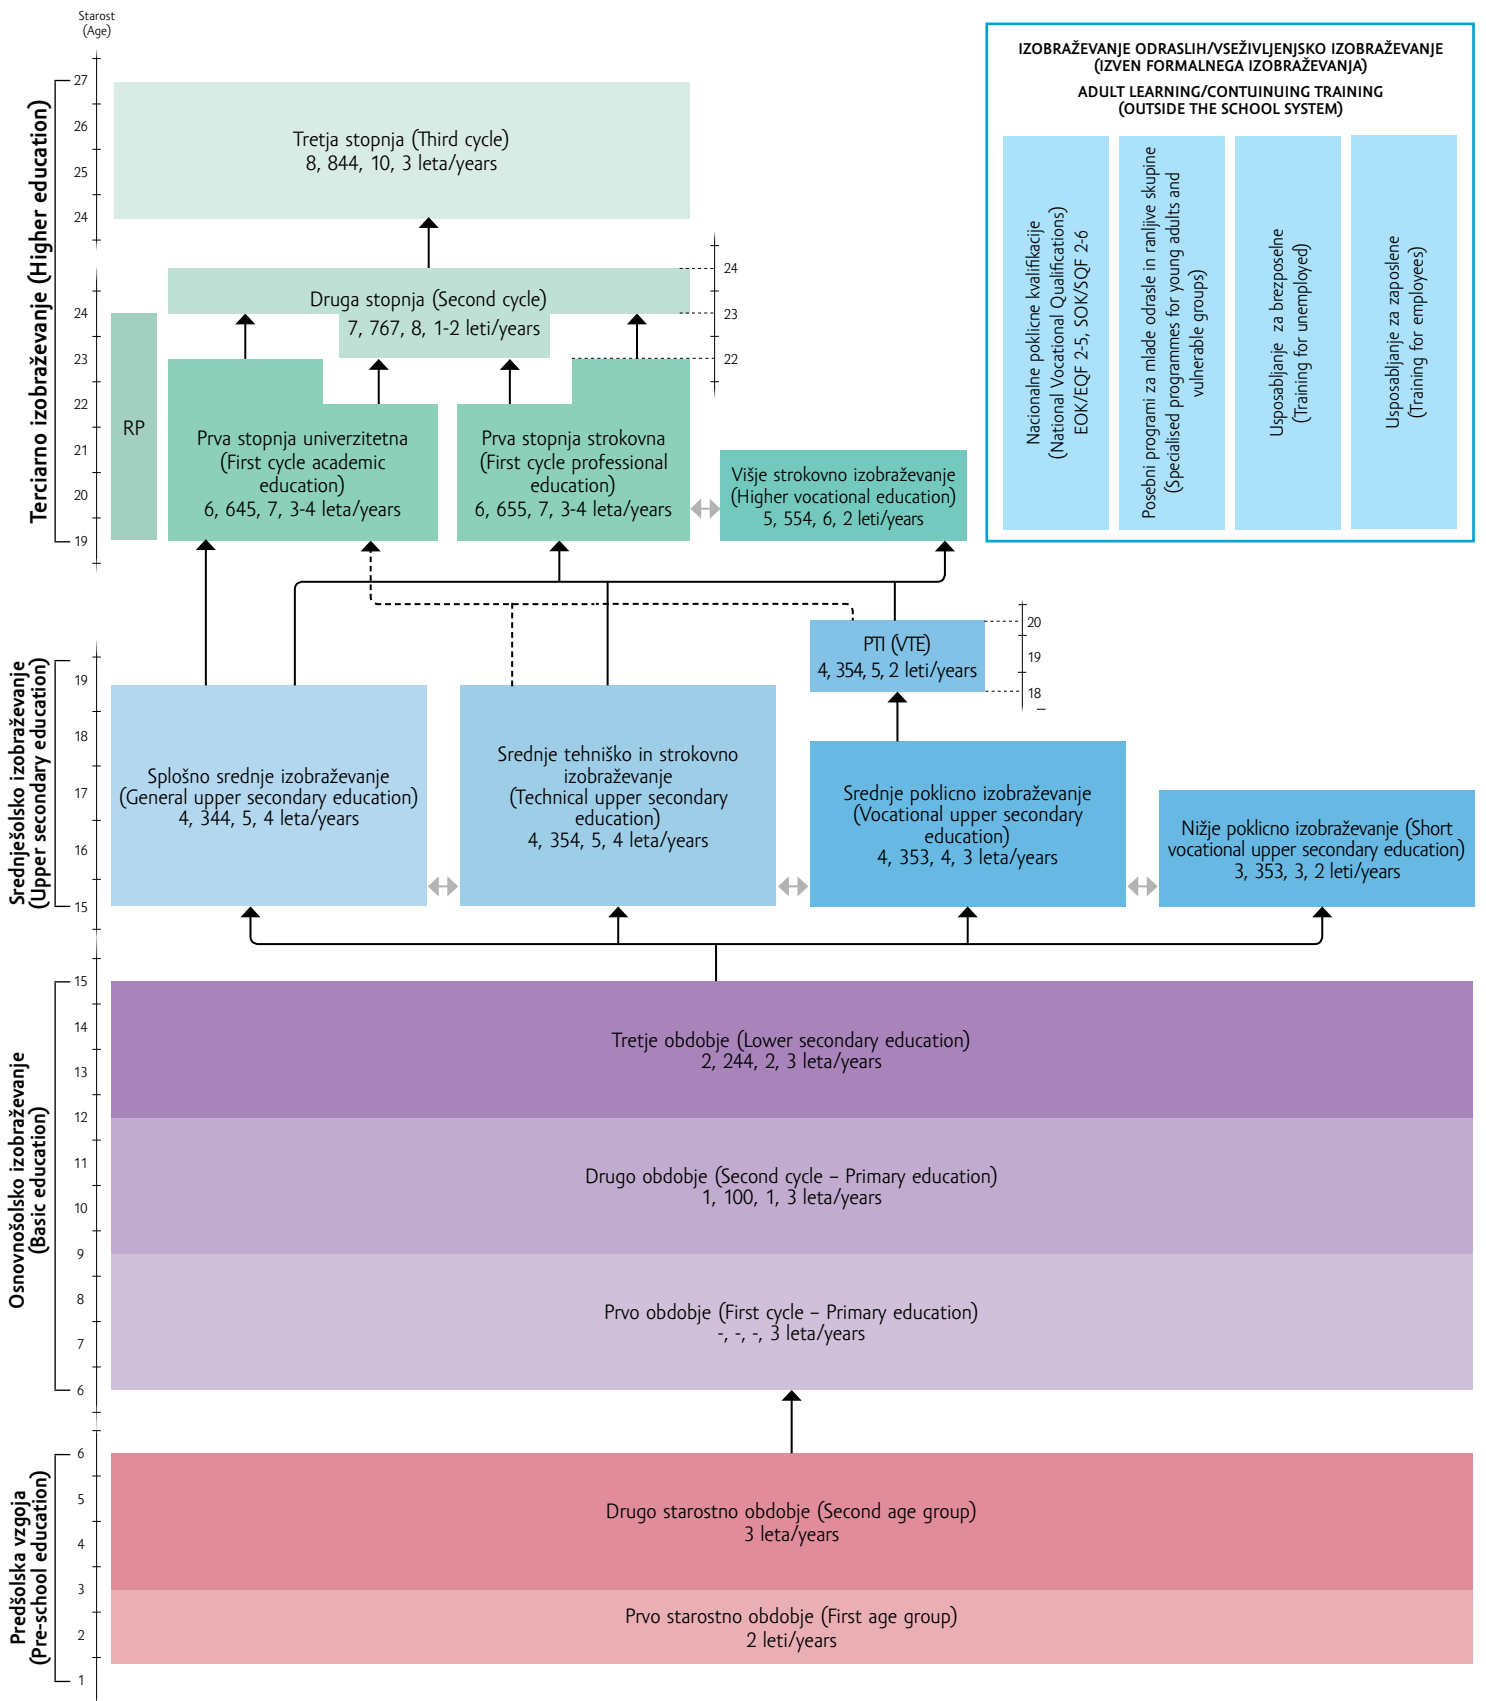 Starost
(Age)
Terciarno izobraževanje (Higher education)
27
26
25
24
Tretja stopnja (Third cycle)
8, 844, 10, 3 leta/years
IZOBRAŽEVANJE ODRASLIH/VSEŽIVLJENJSKO IZOBRAŽEVANJE
(IZVEN FORMALNEGA IZOBRAŽEVANJA)
ADULT LEARNING/CONTUINUING TRAINING
(OUTSIDE THE SCHOOL SYSTEM)
Nacionalne poklicne kvalifikacije
(National Vocational Qualifications)
EOK/EQF 2-5, SOK/SQF 2-6
Posebni programi za mlade odrasle in ranljive skupine
(Specialised programmes for young adults and
vulnerable groups)
Usposabljanje za brezposelne
(Training for unemployed)
Usposabljanje za zaposlene
(Training for employees)
24
23
22
21
20
19
Druga stopnja (Second cycle)
7, 767, 8, 1-2 leti/years
24
23
22
RP
Prva stopnja univerzitetna
(First cycle academic
education)
6, 645, 7, 3-4 leta/years
Prva stopnja strokovna
(First cycle professional
education)
6, 655, 7, 3-4 leta/years
Višje strokovno izobraževanje
(Higher vocational education)
5, 554, 6, 2 leti/years
Srednješolsko izobraževanje
(Upper secondary education)
19
18
17
16
15
PTI (VTE)
4, 354, 5, 2 leti/years
20
19
18
Splošno srednje izobraževanje
(General upper secondary education)
4, 344, 5, 4 leta/years
Srednje tehniško in strokovno
izobraževanje
(Technical upper secondary
education)
4, 354, 5, 4 leta/years
Srednje poklicno izobraževanje
(Vocational upper secondary
education)
4, 353, 4, 3 leta/years
Nižje poklicno izobraževanje (Short
vocational upper secondary education)
3, 353, 3, 2 leti/years
Osnovnošolsko izobraževanje
(Basic education)
15
14
13
12
11
10
9
8
7
6
Tretje obdobje (Lower secondary education)
2, 244, 2, 3 leta/years
Drugo obdobje (Second cycle – Primary education)
1, 100, 1, 3 leta/years
Prvo obdobje (First cycle – Primary education)
-, -, -, 3 leta/years
Predšolska vzgoja
(Pre-school education)
6
5
4
3
2
1
Drugo starostno obdobje (Second age group)
3 leta/years
Prvo starostno obdobje (First age group)
2 leti/years